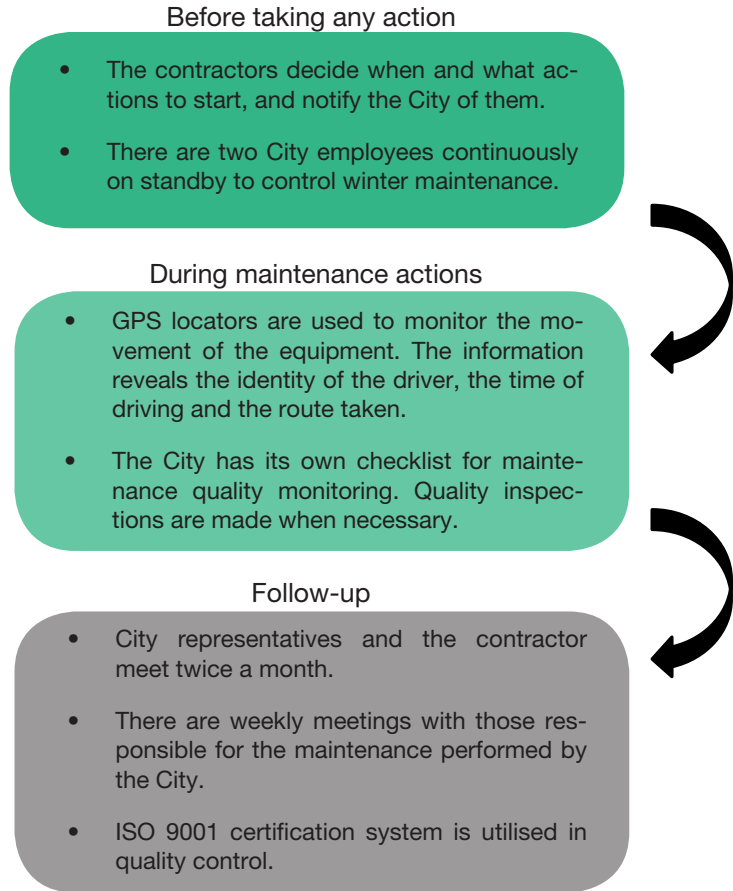 Before taking any action
• The contractors decide when and what ac-
tions to start, and notify the City of them.
• There are two City employees continuously
on standby to control winter maintenance.
During maintenance actions
• GPS locators are used to monitor the mo-
vement of the equipment. The information
reveals the identity of the driver, the time of
driving and the route taken.
• The City has its own checklist for mainte-
nance quality monitoring. Quality inspec-
tions are made when necessary.
Follow-up
• City representatives and the contractor
meet twice a month.
• There are weekly meetings with those res-
ponsible for the maintenance performed by
the City.
• ISO 9001 certification system is utilised in
quality control.